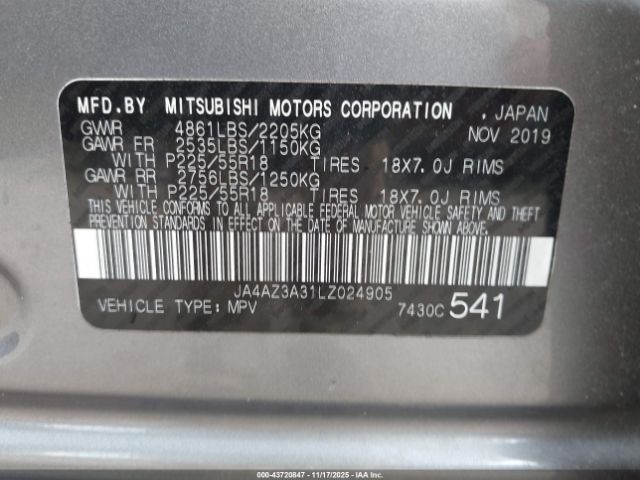 MFD.BY MITSUBISHI MOTORS CORPORATION . JAPAN
GVWR 4861LBS/2205KG NOV 2019
GAWR FR 2535LBS/1150KG
WITH P225/55R18 TIRES 18X7.0J RIMS
GAWR RR 2756LBS/1250KG
WITH P225/55R18 TIRES 18X7.0J RIMS
THIS VEHICLE CONFORMS TO ALL APPLICABLE FEDERAL MOTOR VEHICLE SAFETY AND THEFT
PREVENTION STANDARDS IN EFFECT ON THE DATE OF MANUFACTURE SHOWN ABOVE.
JA4AZ3A31LZ024905
VEHICLE TYPE: MPV 7430C 541
000-43720847 - 11/17/2025 - IAAI.COM